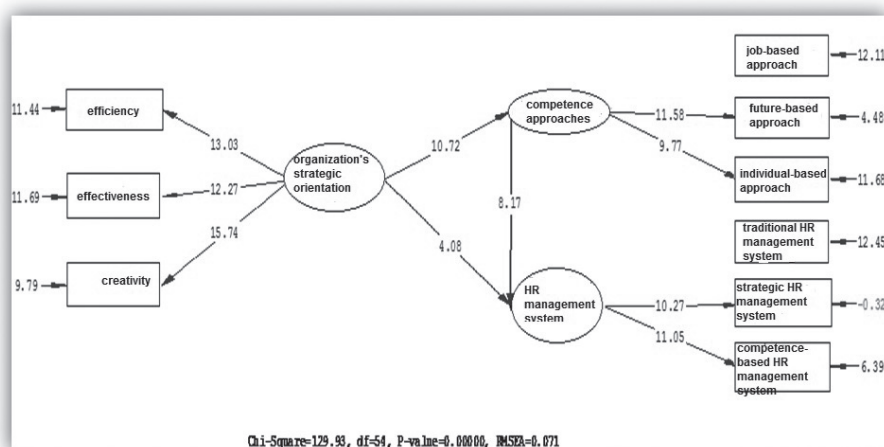 job-based
approach
12.11
11.44
efficiency
competence
approaches
11.58
future-based
approach
4.48
13.03
10.72
9.77
organization's
strategic
orientation
individual-based
approach
11.68
11.69
effectiveness
12.27
8.17
15.74
4.08
traditional HR
management
system
12.45
9.79
creativity
HR
management
system
10.27
strategic HR
management
system
-0.32
11.05
competence-
based HR
management
system
6.39
Chi-Square=129.93, df=54, P-value=0.00000, RMSEA=0.071